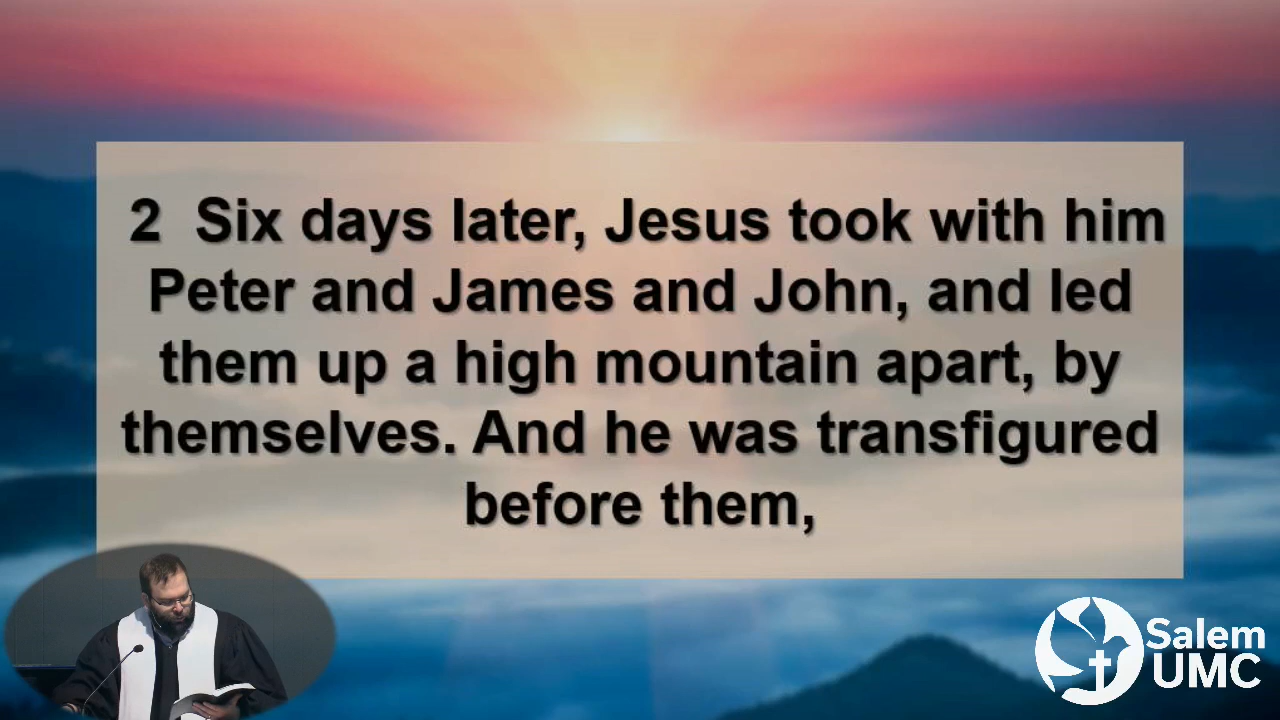 2  Six days later, Jesus took with him
Peter and James and John, and led
them up a high mountain apart, by
themselves. And he was transfigured
before them,
Salem
UMC